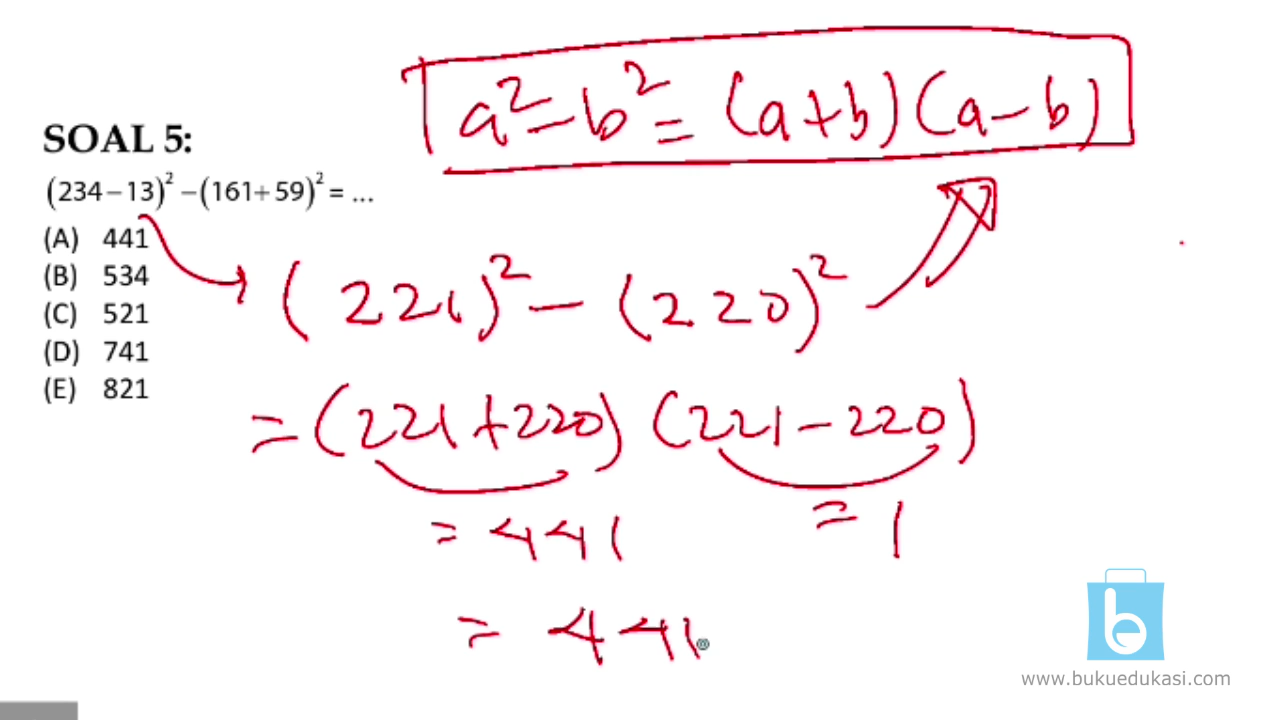 a² - b² = (a+b)(a-b)
SOAL 5:
(234-13)² - (161+59)² = ...
(A) 441
(B) 534
(C) 521
(D) 741
(E) 821
(221)² - (220)²
= (221+220) (221-220)
= 441 = 1
= 441
be
www.bukuedukasi.com